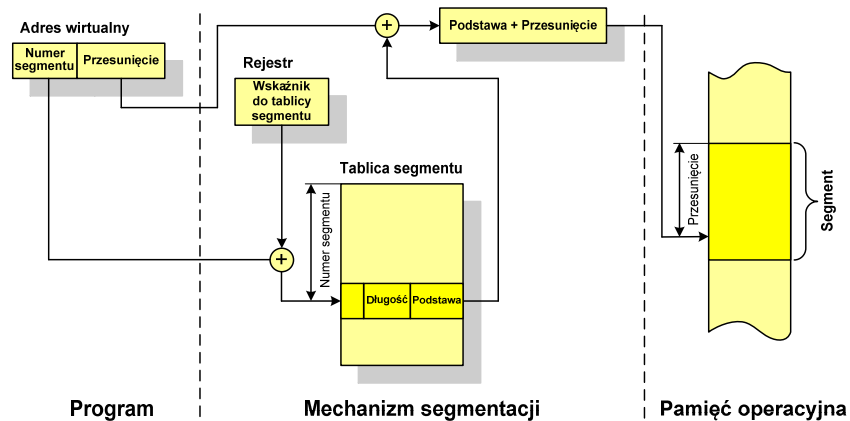 Adres wirtualny
Numer
segmentu
Przesunięcie
Rejestr
Wskaźnik
do tablicy
segmentu
+
Podstawa + Przesunięcie
Tablica segmentu
Numer segmentu
+
Długość
Podstawa
Przesunięcie
Segment
Program
Mechanizm segmentacji
Pamięć operacyjna